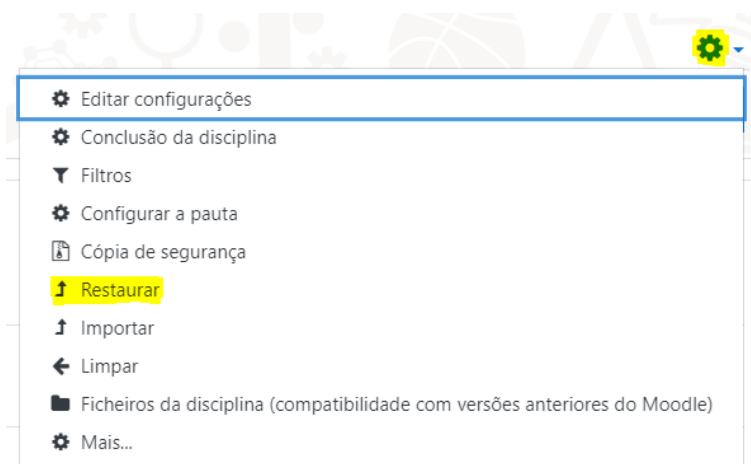 Editar configurações
Conclusão da disciplina
Filtros
Configurar a pauta
Cópia de segurança
Restaurar
Importar
Limpar
Ficheiros da disciplina (compatibilidade com versões anteriores do Moodle)
Mais...